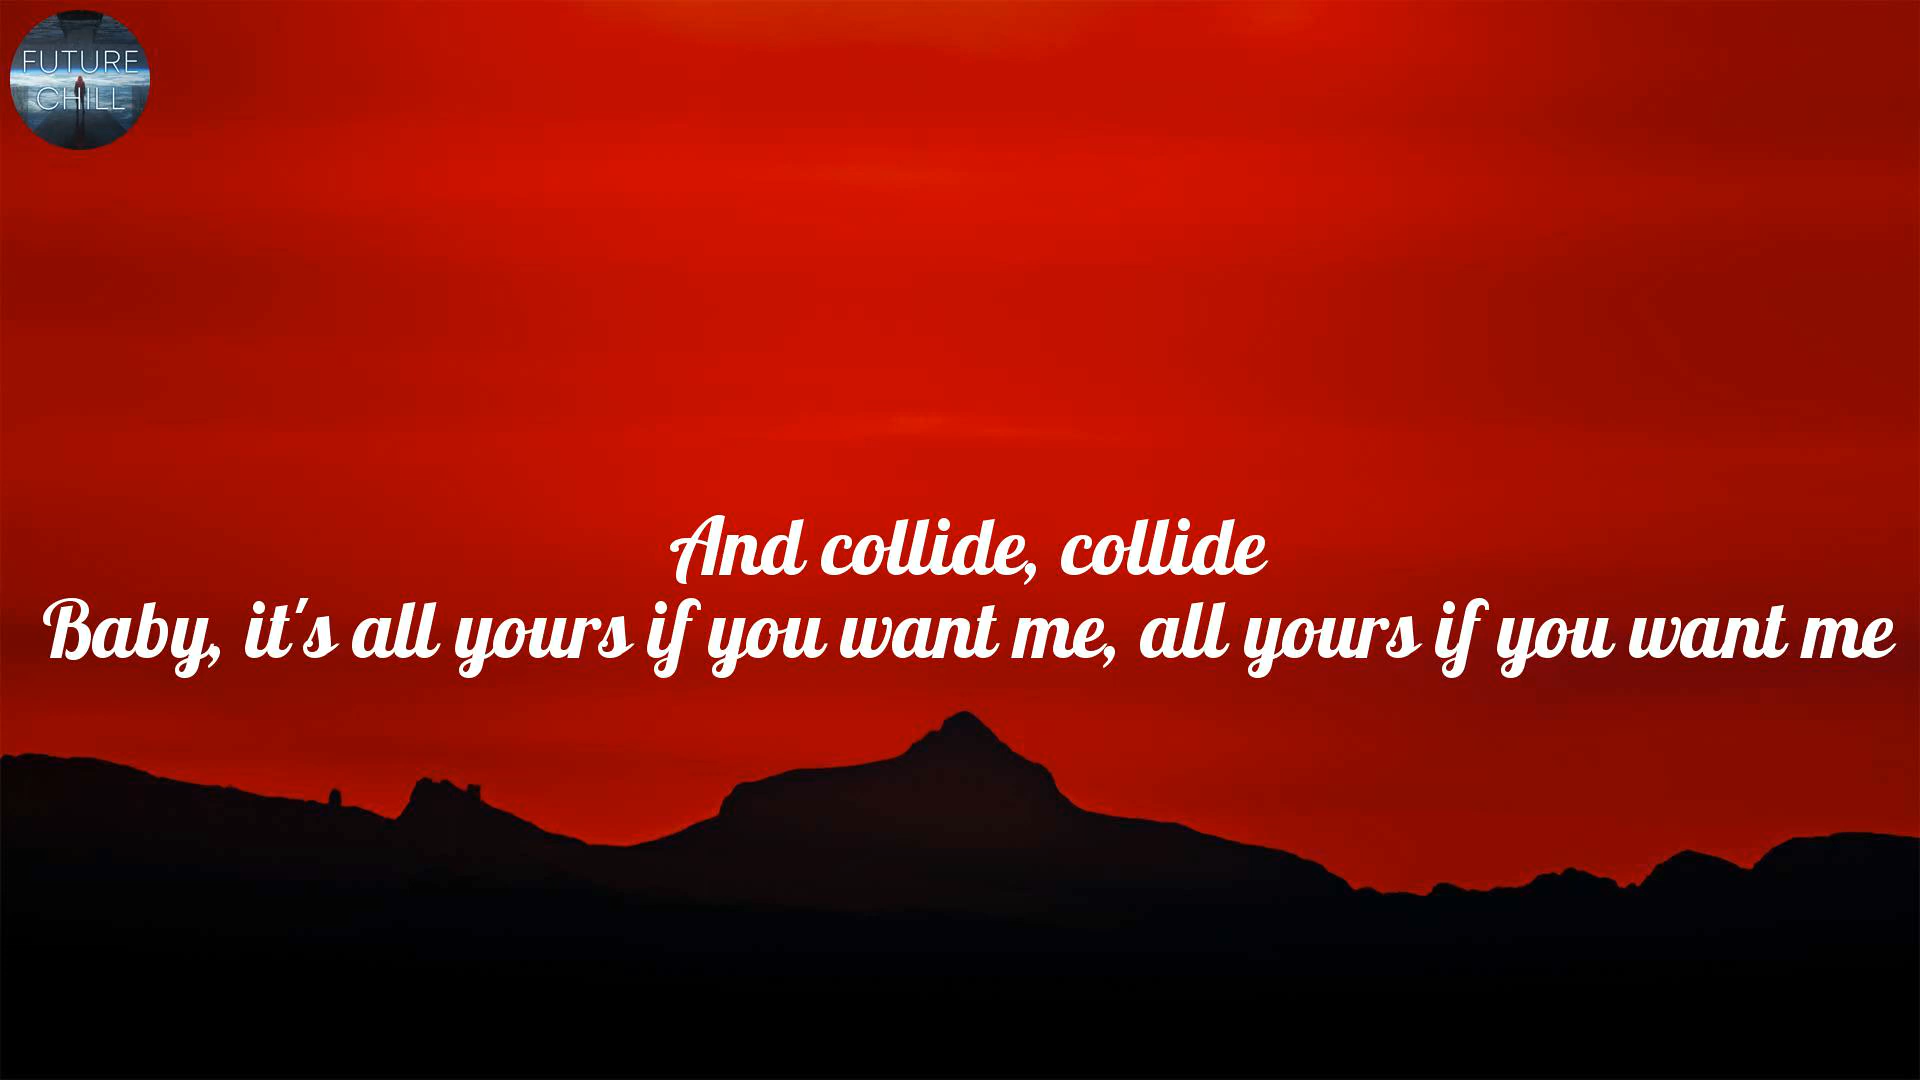 FUTURE
CHILL
And collide, collide
Baby, it's all yours if you want me, all yours if you want me